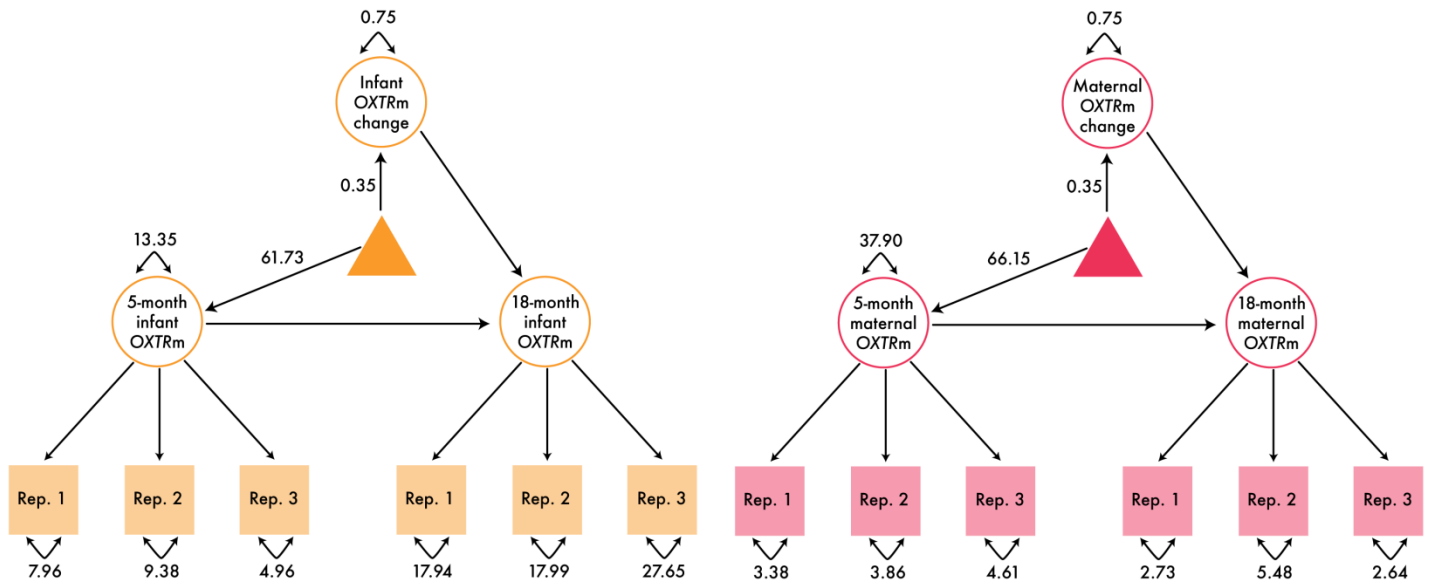 0.75
Infant
OXTRm
change
0.35
13.35
61.73
5-month
infant
OXTRm
18-month
infant
OXTRm
Rep. 1
Rep. 2
Rep. 3
Rep. 1
Rep. 2
Rep. 3
7.96
9.38
4.96
17.94
17.99
27.65
0.75
Maternal
OXTRm
change
0.35
37.90
66.15
5-month
maternal
OXTRm
18-month
maternal
OXTRm
Rep. 1
Rep. 2
Rep. 3
Rep. 1
Rep. 2
Rep. 3
3.38
3.86
4.61
2.73
5.48
2.64